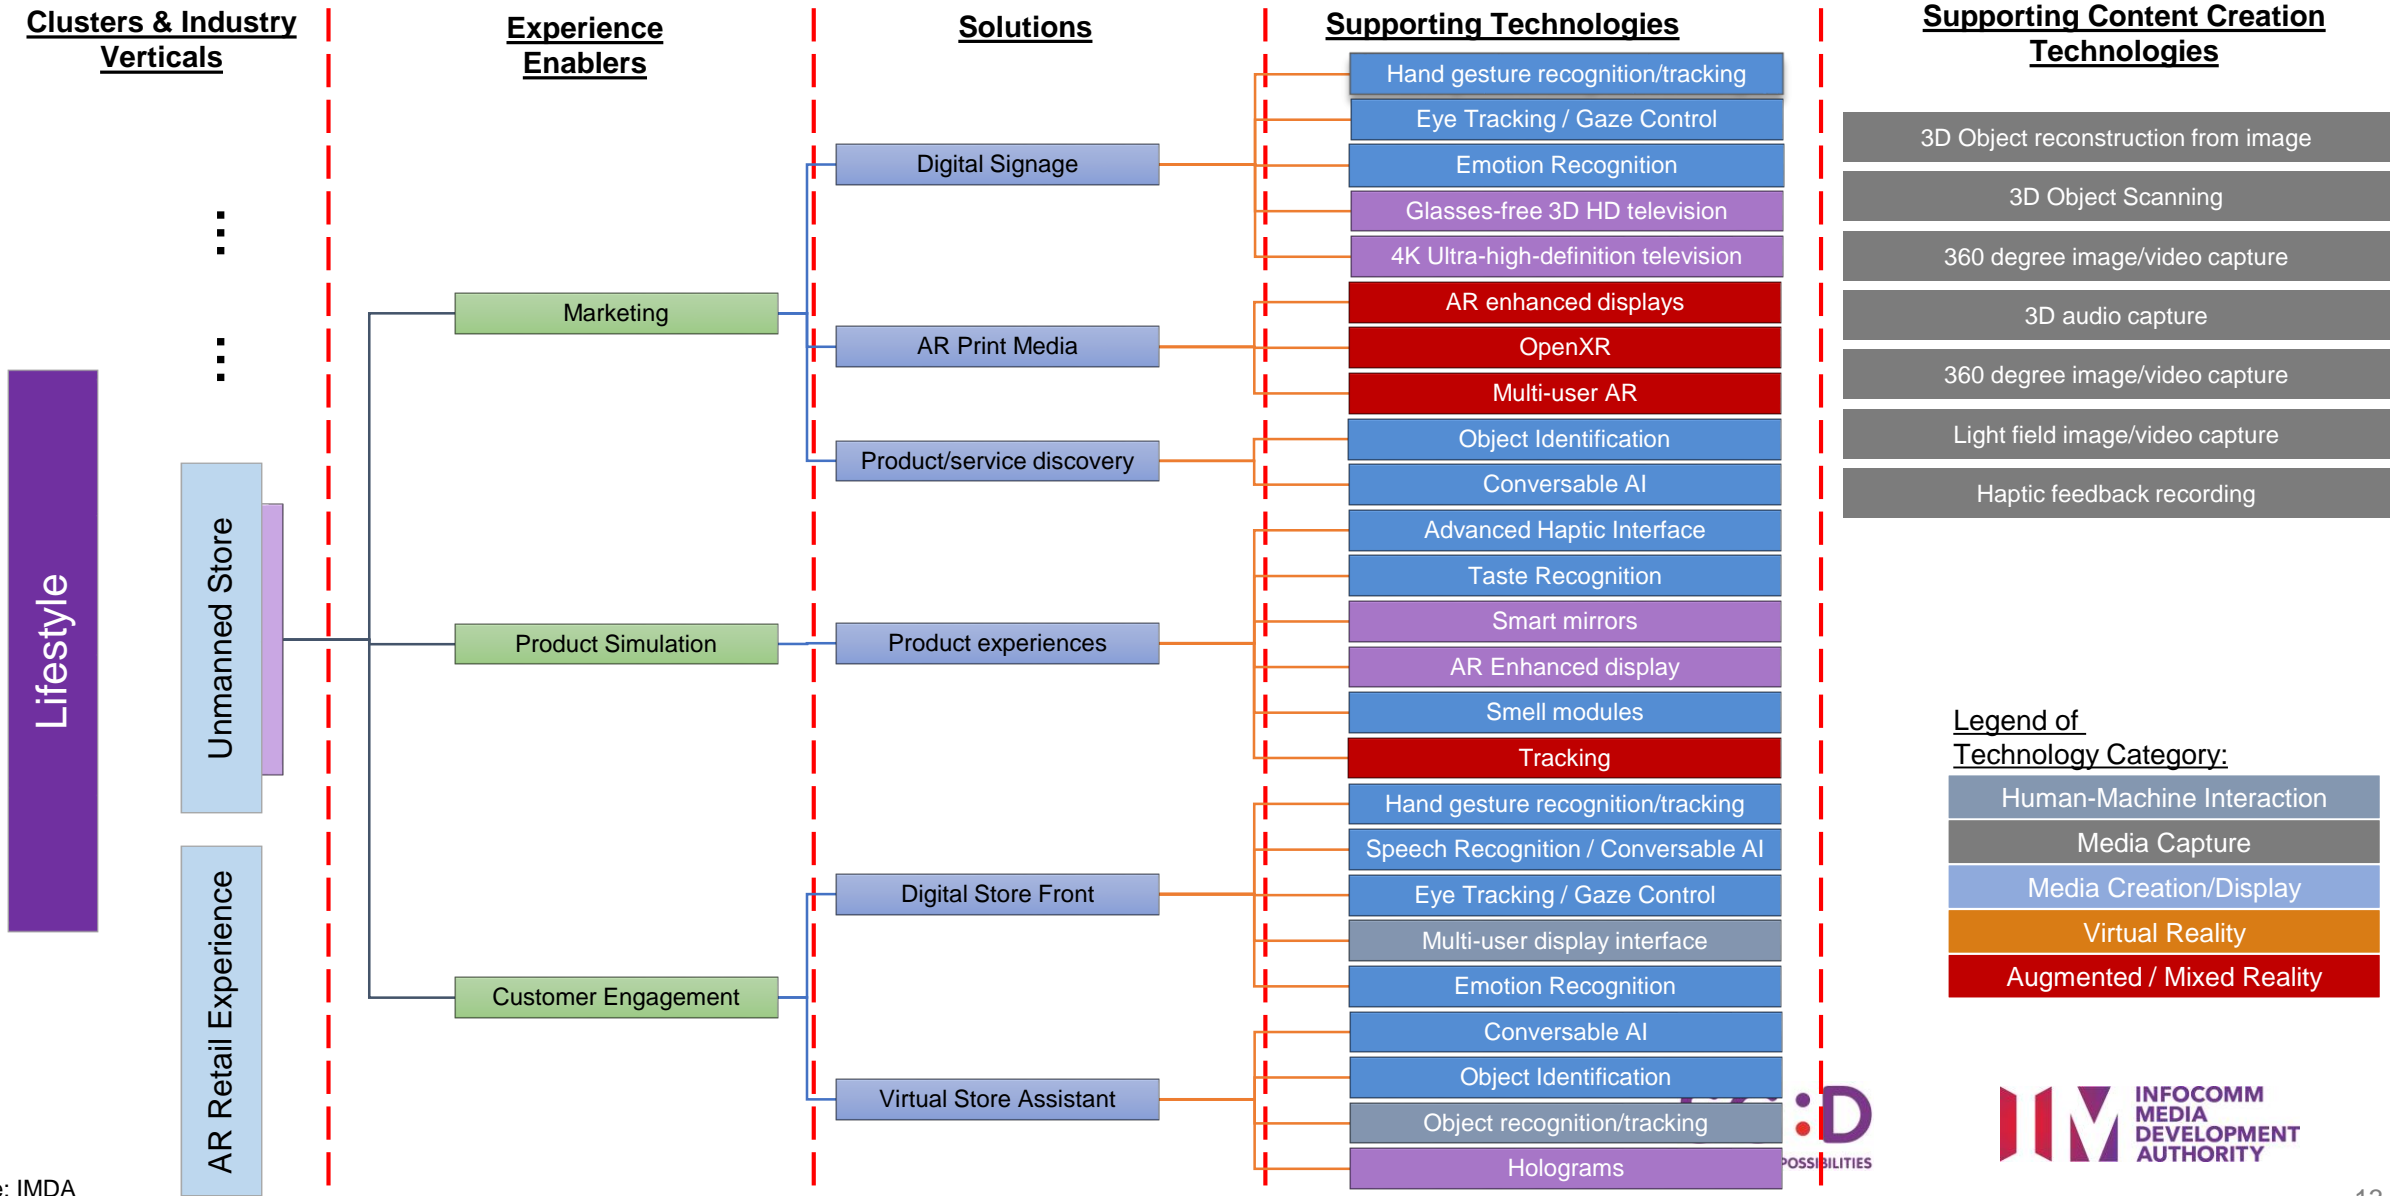 Clusters & Industry
Verticals
Experience
Enablers
Solutions
Supporting Technologies
Supporting Content Creation
Technologies
Lifestyle
...
...
Unmanned Store
AR Retail Experience
Marketing
Product Simulation
Customer Engagement
Digital Signage
AR Print Media
Product/service discovery
Product experiences
Digital Store Front
Virtual Store Assistant
Hand gesture recognition/tracking
Eye Tracking / Gaze Control
Emotion Recognition
Glasses-free 3D HD television
4K Ultra-high-definition television
AR enhanced displays
OpenXR
Multi-user AR
Object Identification
Conversable AI
Advanced Haptic Interface
Taste Recognition
Smart mirrors
AR Enhanced display
Smell modules
Tracking
Hand gesture recognition/tracking
Speech Recognition / Conversable AI
Eye Tracking / Gaze Control
Multi-user display interface
Emotion Recognition
Conversable AI
Object Identification
Object recognition/tracking
Holograms
3D Object reconstruction from image
3D Object Scanning
360 degree image/video capture
3D audio capture
360 degree image/video capture
Light field image/video capture
Haptic feedback recording
Legend of
Technology Category:
Human-Machine Interaction
Media Capture
Media Creation/Display
Virtual Reality
Augmented / Mixed Reality
:D
POSSIBILITIES
INFOCOMM
MEDIA
DEVELOPMENT
AUTHORITY
: IMDA